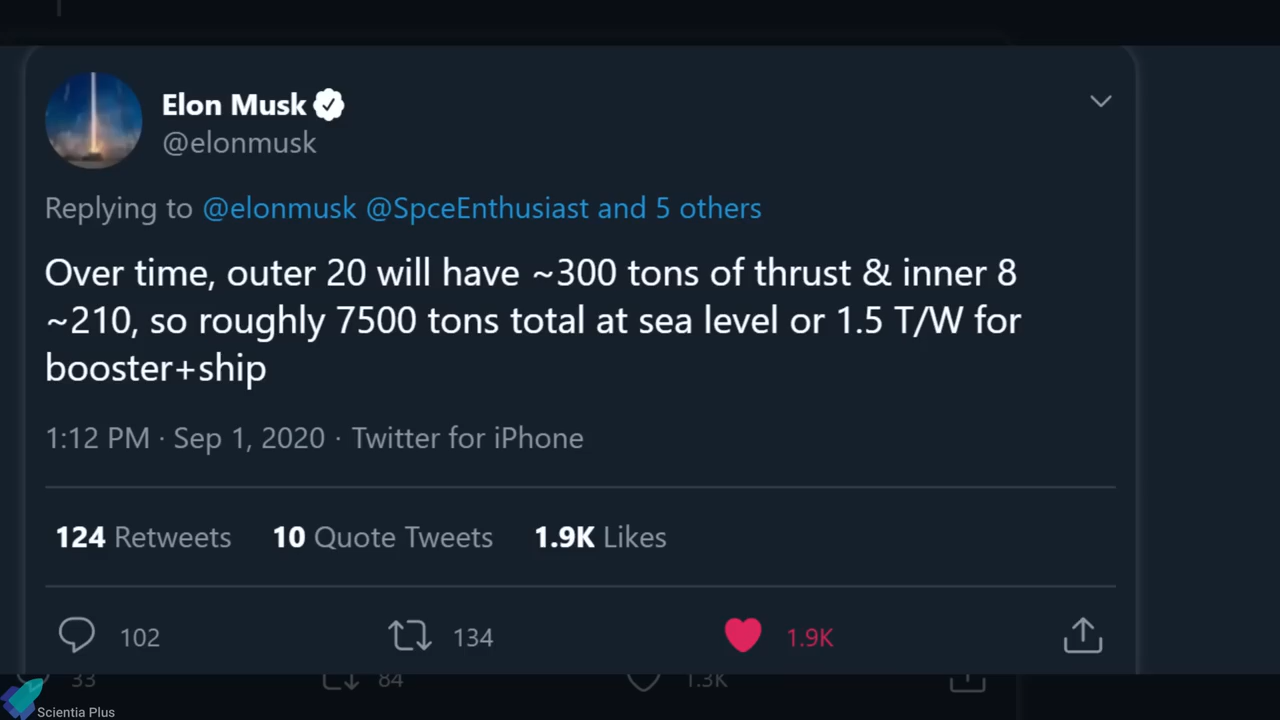 Elon Musk
@elonmusk
Replying to @elonmusk @SpceEnthusiast and 5 others
Over time, outer 20 will have ~300 tons of thrust & inner 8
~210, so roughly 7500 tons total at sea level or 1.5 T/W for
booster+ship
1:12 PM · Sep 1, 2020 · Twitter for iPhone
124 Retweets 10 Quote Tweets 1.9K Likes
102 134 1.9K
33 84 1.3K
Scientia Plus